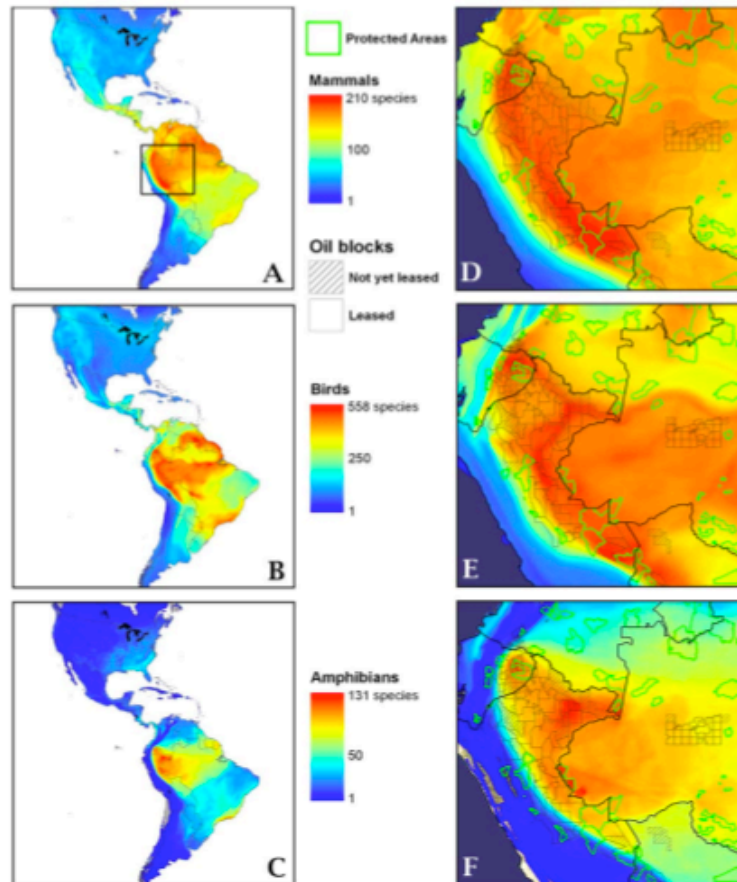 Protected Areas
Mammals
210 species
100
1
Oil blocks
Not yet leased
Leased
Birds
558 species
250
1
Amphibians
131 species
50
1
A
B
C
D
E
F